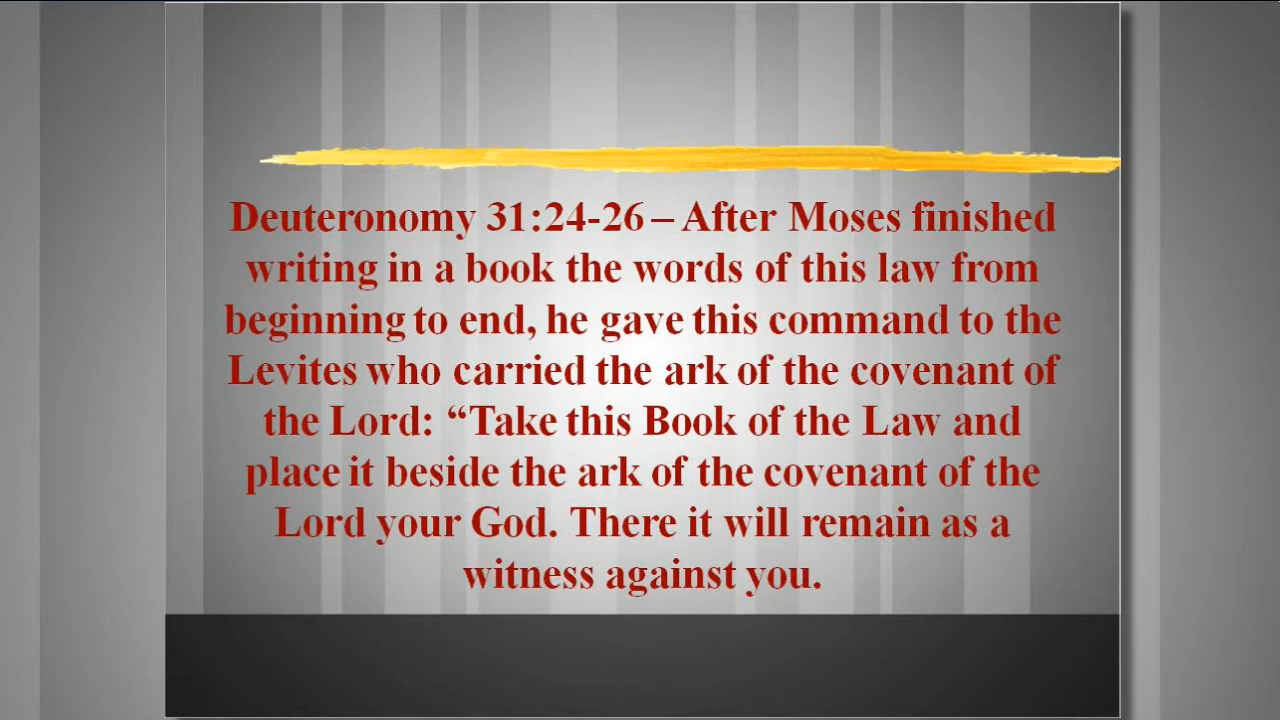 Deuteronomy 31:24-26 – After Moses finished
writing in a book the words of this law from
beginning to end, he gave this command to the
Levites who carried the ark of the covenant of
the Lord: “Take this Book of the Law and
place it beside the ark of the covenant of the
Lord your God. There it will remain as a
witness against you.